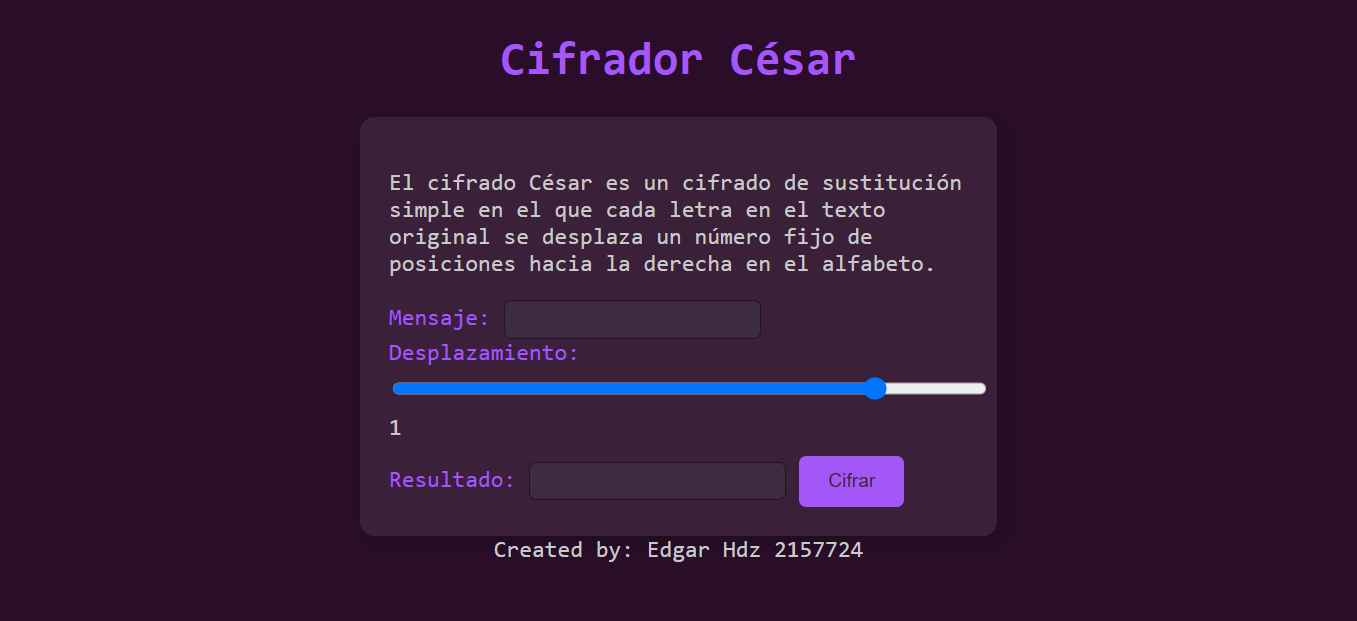 Cifrador César
El cifrado César es un cifrado de sustitución
simple en el que cada letra en el texto
original se desplaza un número fijo de
posiciones hacia la derecha en el alfabeto.
Mensaje:
Desplazamiento:
1
Resultado: Cifrar
Created by: Edgar Hdz 2157724